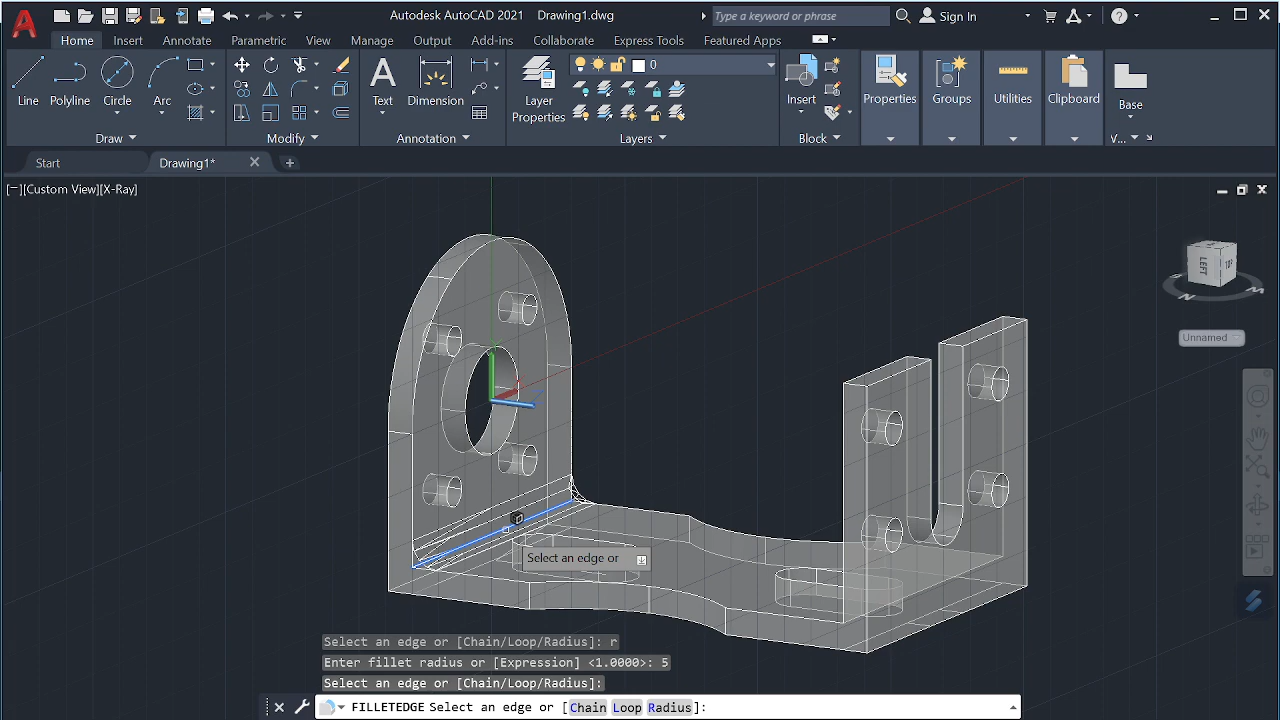 Autodesk AutoCAD 2021 Drawing1.dwg
Type a keyword or phrase
Sign In
Home Insert Annotate Parametric View Manage Output Add-ins Collaborate Express Tools Featured Apps
Line Polyline Circle Arc
Draw
Modify
Text Dimension
Annotation
Layer
Properties
0
Layers
Insert
Block
Properties
Groups
Utilities
Clipboard
Base
V...
Start
Drawing1*
[−][Custom View][X-Ray]
LEFT
N
Unnamed
Select an edge or
Select an edge or [Chain/Loop/Radius]: r
Enter fillet radius or [Expression] <1.0000>: 5
Select an edge or [Chain/Loop/Radius]:
FILLETEDGE Select an edge or [Chain Loop Radius]: